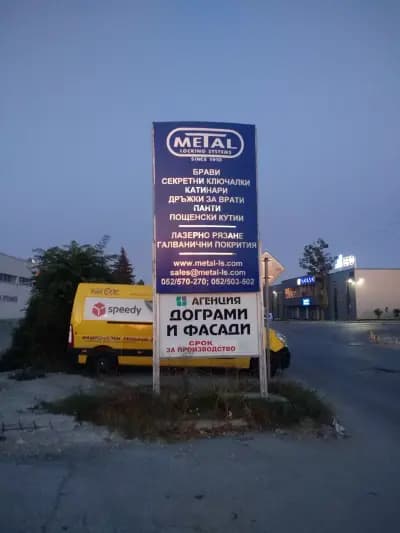 METAL
LOCKING SYSTEMS
SINCE 1910
БРАВИ
СЕКРЕТНИ КЛЮЧАЛКИ
КАТИНАРИ
ДРЪЖКИ ЗА ВРАТИ
ПАНТИ
ПОЩЕНСКИ КУТИИ
ЛАЗЕРНО РЯЗАНЕ
ГАЛВАНИЧНИ ПОКРИТИЯ
www.metal-ls.com
sales@metal-ls.com
052/570-270; 052/503-502
АГЕНЦИЯ
ДОГРАМИ
И ФАСАДИ
СРОК
ЗА ПРОИЗВОДСТВО
speedy